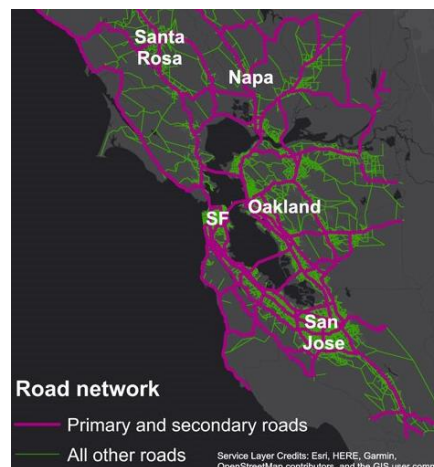 Santa
Rosa
Napa
SF
Oakland
San
Jose
Road network
Primary and secondary roads
All other roads
Service Layer Credits: Esri, HERE, Garmin,
OpenStreetMap contributors, and the GIS user